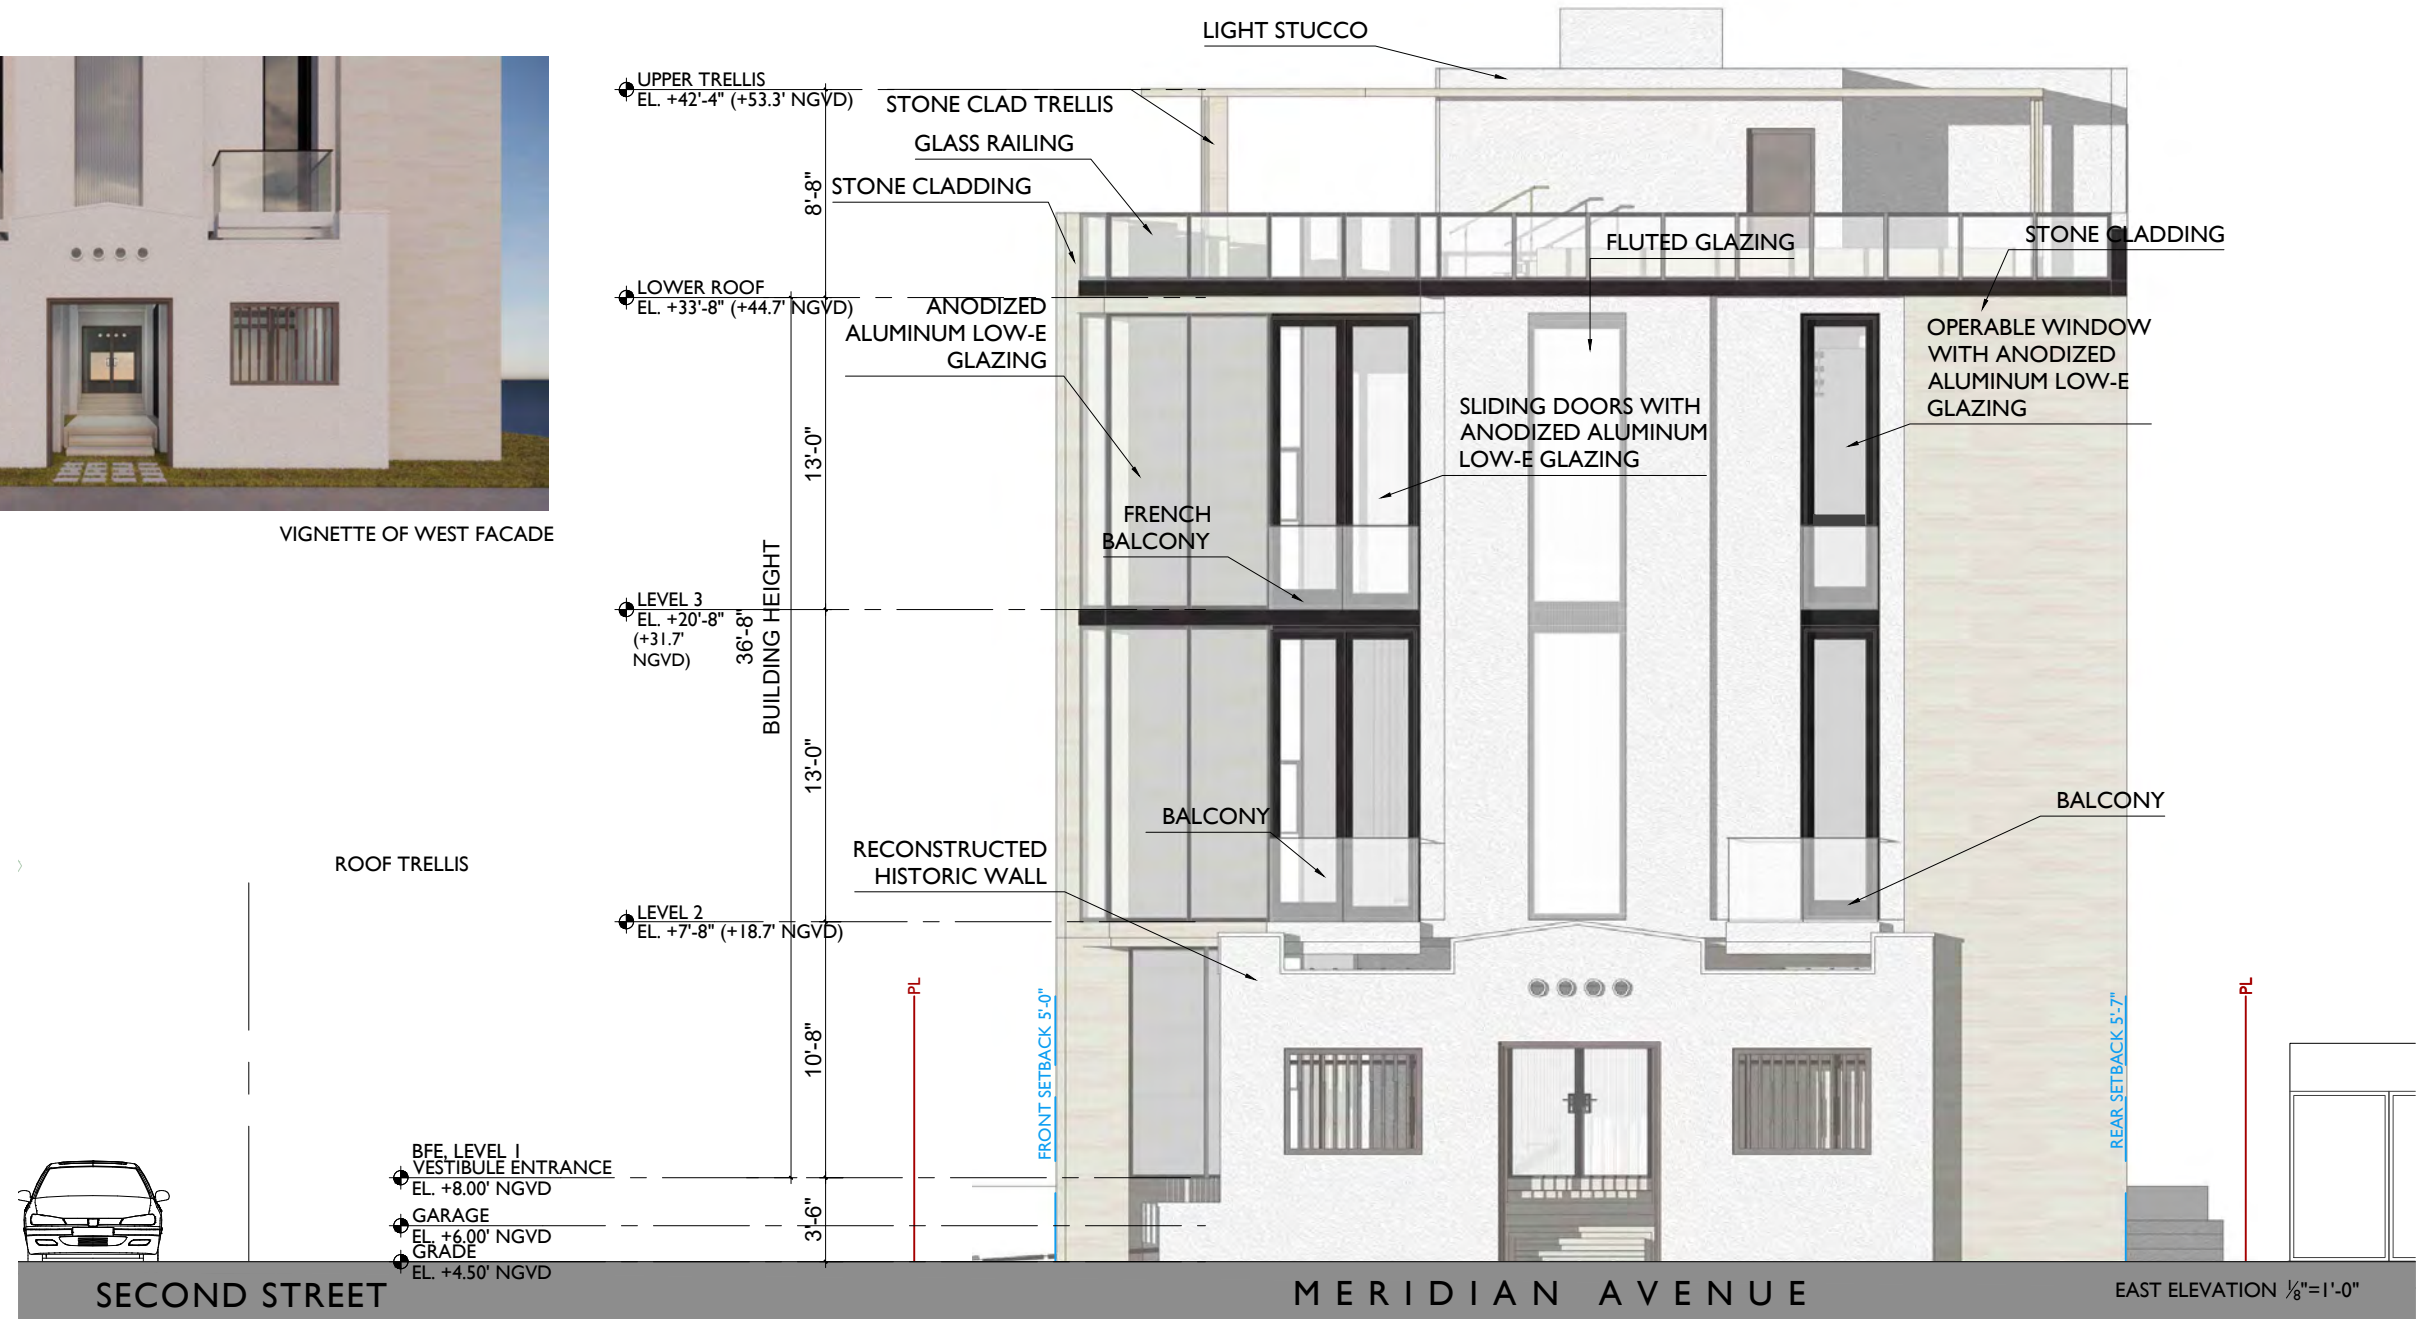 LIGHT STUCCO
UPPER TRELLIS
EL. +42'-4" (+53.3' NGVD)
STONE CLAD TRELLIS
GLASS RAILING
STONE CLADDING
8'-8"
FLUTED GLAZING
STONE CLADDING
LOWER ROOF
EL. +33'-8" (+44.7' NGVD)
ANODIZED
ALUMINUM LOW-E
GLAZING
OPERABLE WINDOW
WITH ANODIZED
ALUMINUM LOW-E
GLAZING
SLIDING DOORS WITH
ANODIZED ALUMINUM
LOW-E GLAZING
13'-0"
FRENCH
BALCONY
VIGNETTE OF WEST FACADE
LEVEL 3
EL. +20'-8"
(+31.7'
NGVD)
36'-8"
BUILDING HEIGHT
13'-0"
BALCONY
BALCONY
RECONSTRUCTED
HISTORIC WALL
ROOF TRELLIS
LEVEL 2
EL. +7'-8" (+18.7' NGVD)
PL
PL
FRONT SETBACK 5'-0"
REAR SETBACK 5'-7"
10'-8"
BFE, LEVEL 1
VESTIBULE ENTRANCE
EL. +8.00' NGVD
GARAGE
EL. +6.00' NGVD
3'-6"
GRADE
EL. +4.50' NGVD
SECOND STREET
MERIDIAN AVENUE
EAST ELEVATION ⅛"=1'-0"